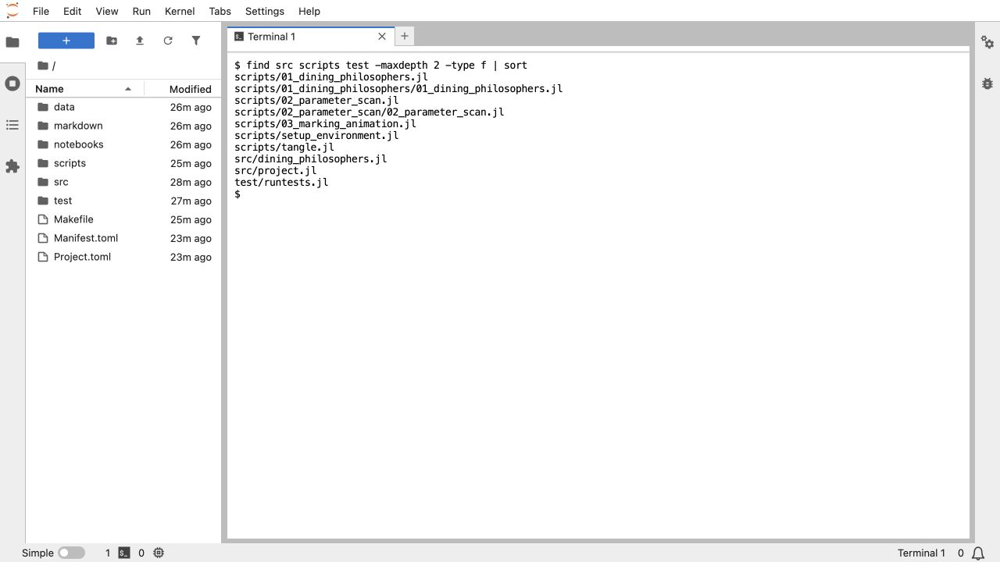 File Edit View Run Kernel Tabs Settings Help
Terminal 1
/
Name Modified
data 26m ago
markdown 26m ago
notebooks 26m ago
scripts 25m ago
src 28m ago
test 27m ago
Makefile 25m ago
Manifest.toml 23m ago
Project.toml 23m ago
$ find src scripts test -maxdepth 2 -type f | sort
scripts/01_dining_philosophers.jl
scripts/01_dining_philosophers/01_dining_philosophers.jl
scripts/02_parameter_scan.jl
scripts/02_parameter_scan/02_parameter_scan.jl
scripts/03_marking_animation.jl
scripts/setup_environment.jl
scripts/tangle.jl
src/dining_philosophers.jl
src/project.jl
test/runtests.jl
$
Simple 1 $_ 0 Terminal 1 0